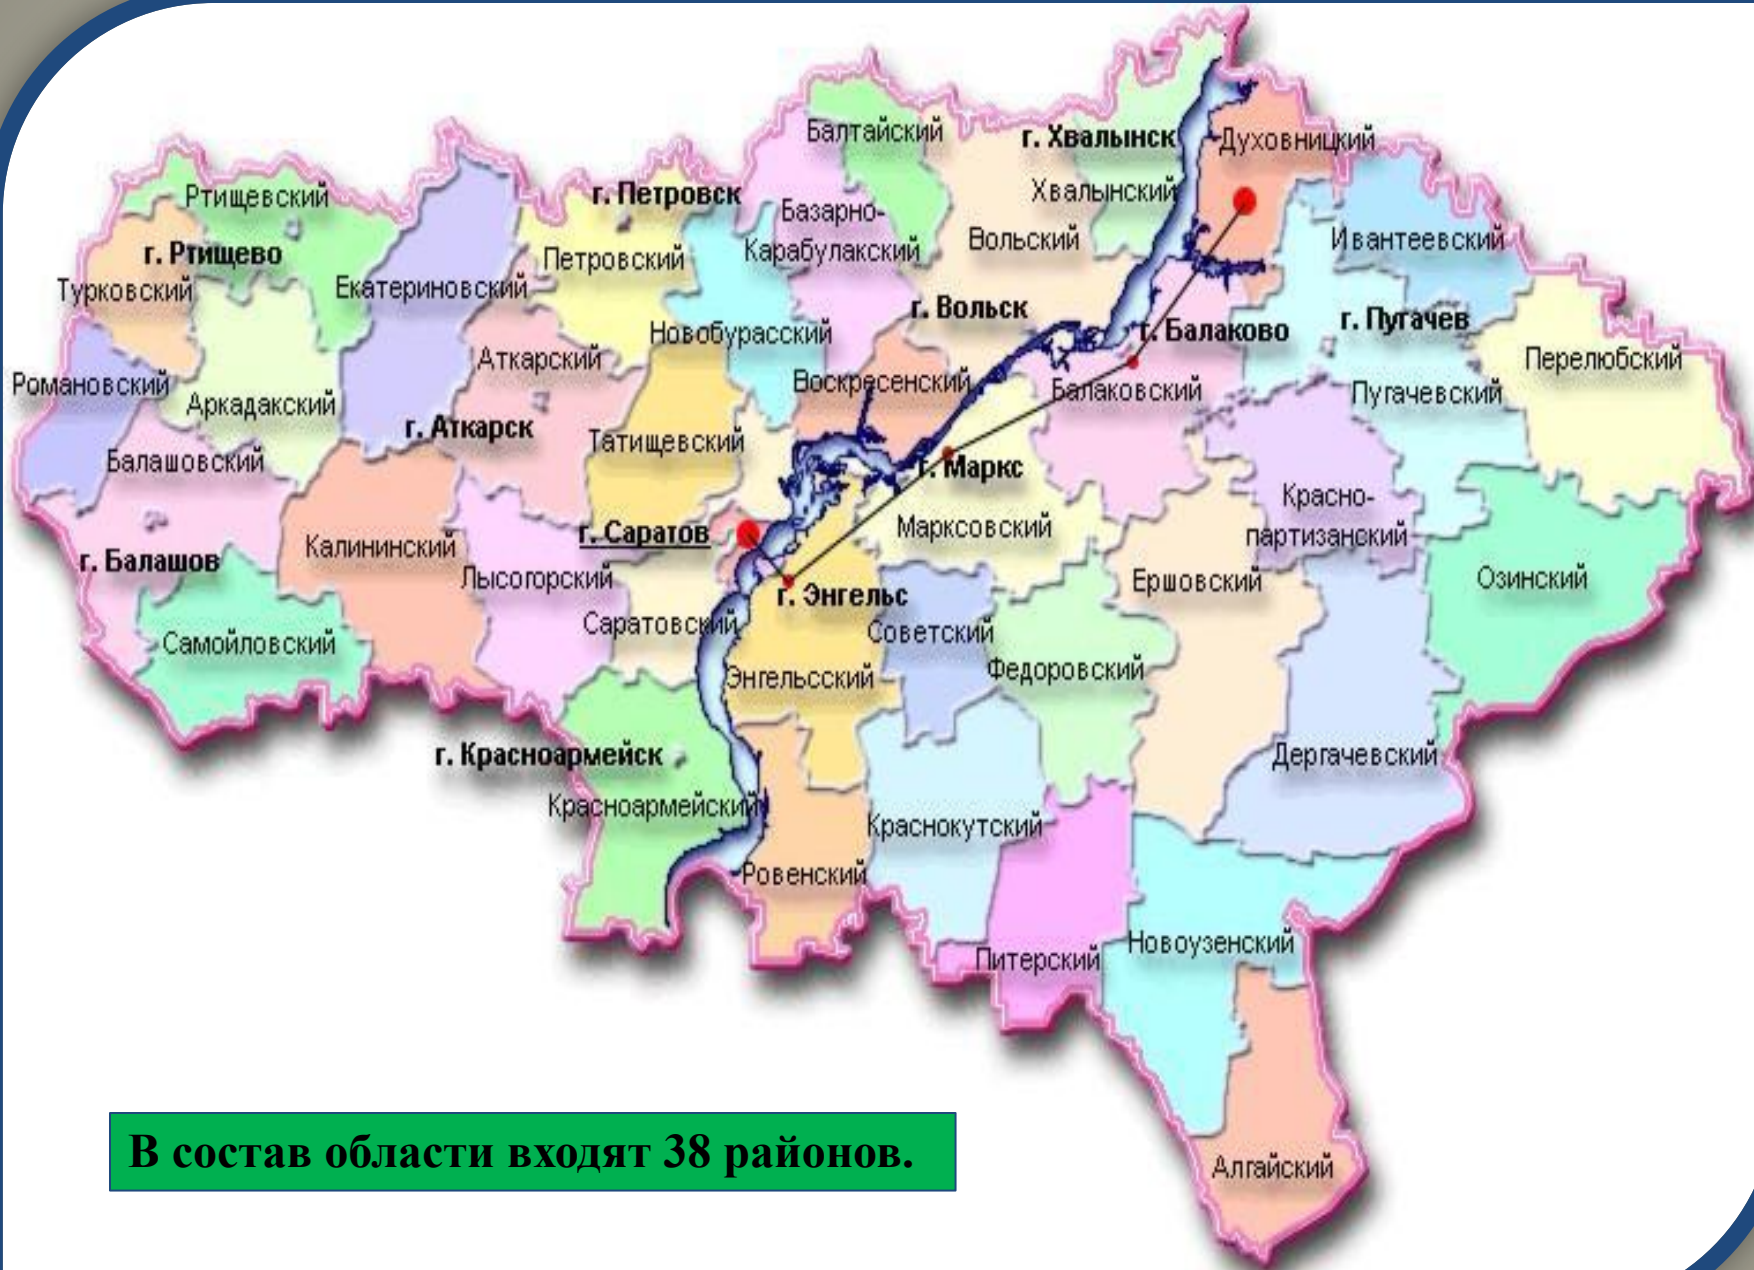 Балтайский
г. Хвалынск
Духовницкий
Ртищевский
г. Петровск
Хвалынский
Базарно-
Карабулакский
Вольский
Ивантеевский
г. Ртищево
Петровский
Турковский
Екатериновский
г. Вольск
г. Балаково
г. Пугачев
Новобурасский
Аткарский
Перелюбский
Романовский
Воскресенский
Балаковский
Пугачевский
Аркадакский
г. Аткарск
Татищевский
Балашовский
г. Маркс
Красно-
партизанский
г. Саратов
Марксовский
г. Балашов
Калининский
Лысогорский
Ершовский
Озинский
г. Энгельс
Саратовский
Советский
Самойловский
Энгельсский
Федоровский
г. Красноармейск
Дергачевский
Красноармейский
Краснокутский
Ровенский
Питерский
Новоузенский
Алгайский
В состав области входят 38 районов.